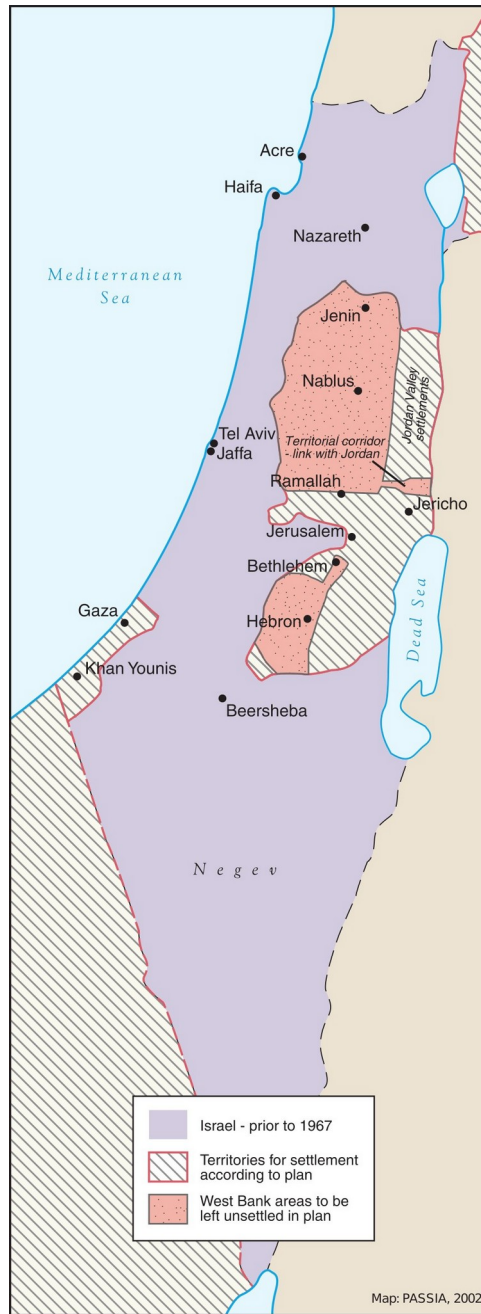 Acre
Haifa
Nazareth
Mediterranean
Sea
Jenin
Nablus
Jordan Valley
settlements
Tel Aviv
Jaffa
Territorial corridor
- link with Jordan
Ramallah
Jericho
Jerusalem
Bethlehem
Gaza
Hebron
Dead Sea
Khan Younis
Beersheba
Negev
Israel - prior to 1967
Territories for settlement
according to plan
West Bank areas to be
left unsettled in plan
Map: PASSIA, 2002